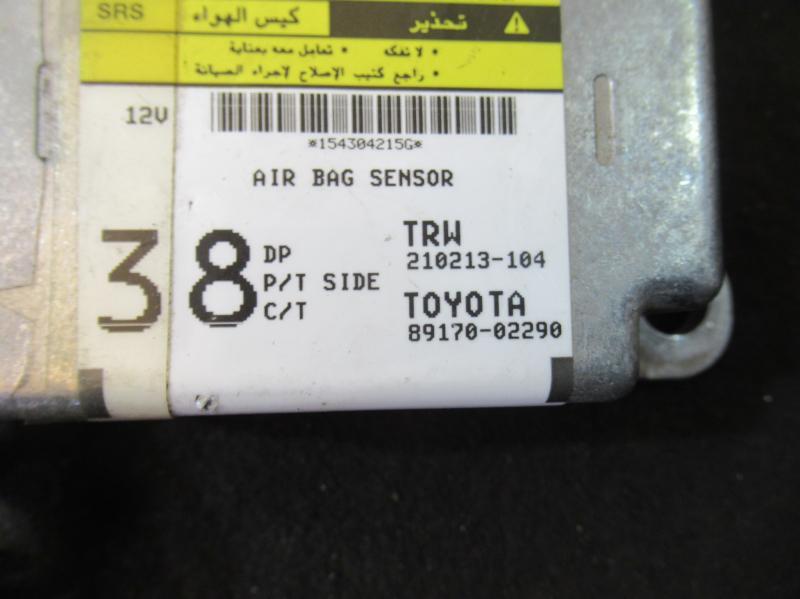 SRS كيس الهواء تحذير
• لا تفكه • تعامل معه بعناية
• راجع كتيب الإصلاح لاجراء الصيانة
12V
*154304215G*
AIR BAG SENSOR
38
DP
P/T SIDE
C/T
TRW
210213-104
TOYOTA
89170-02290